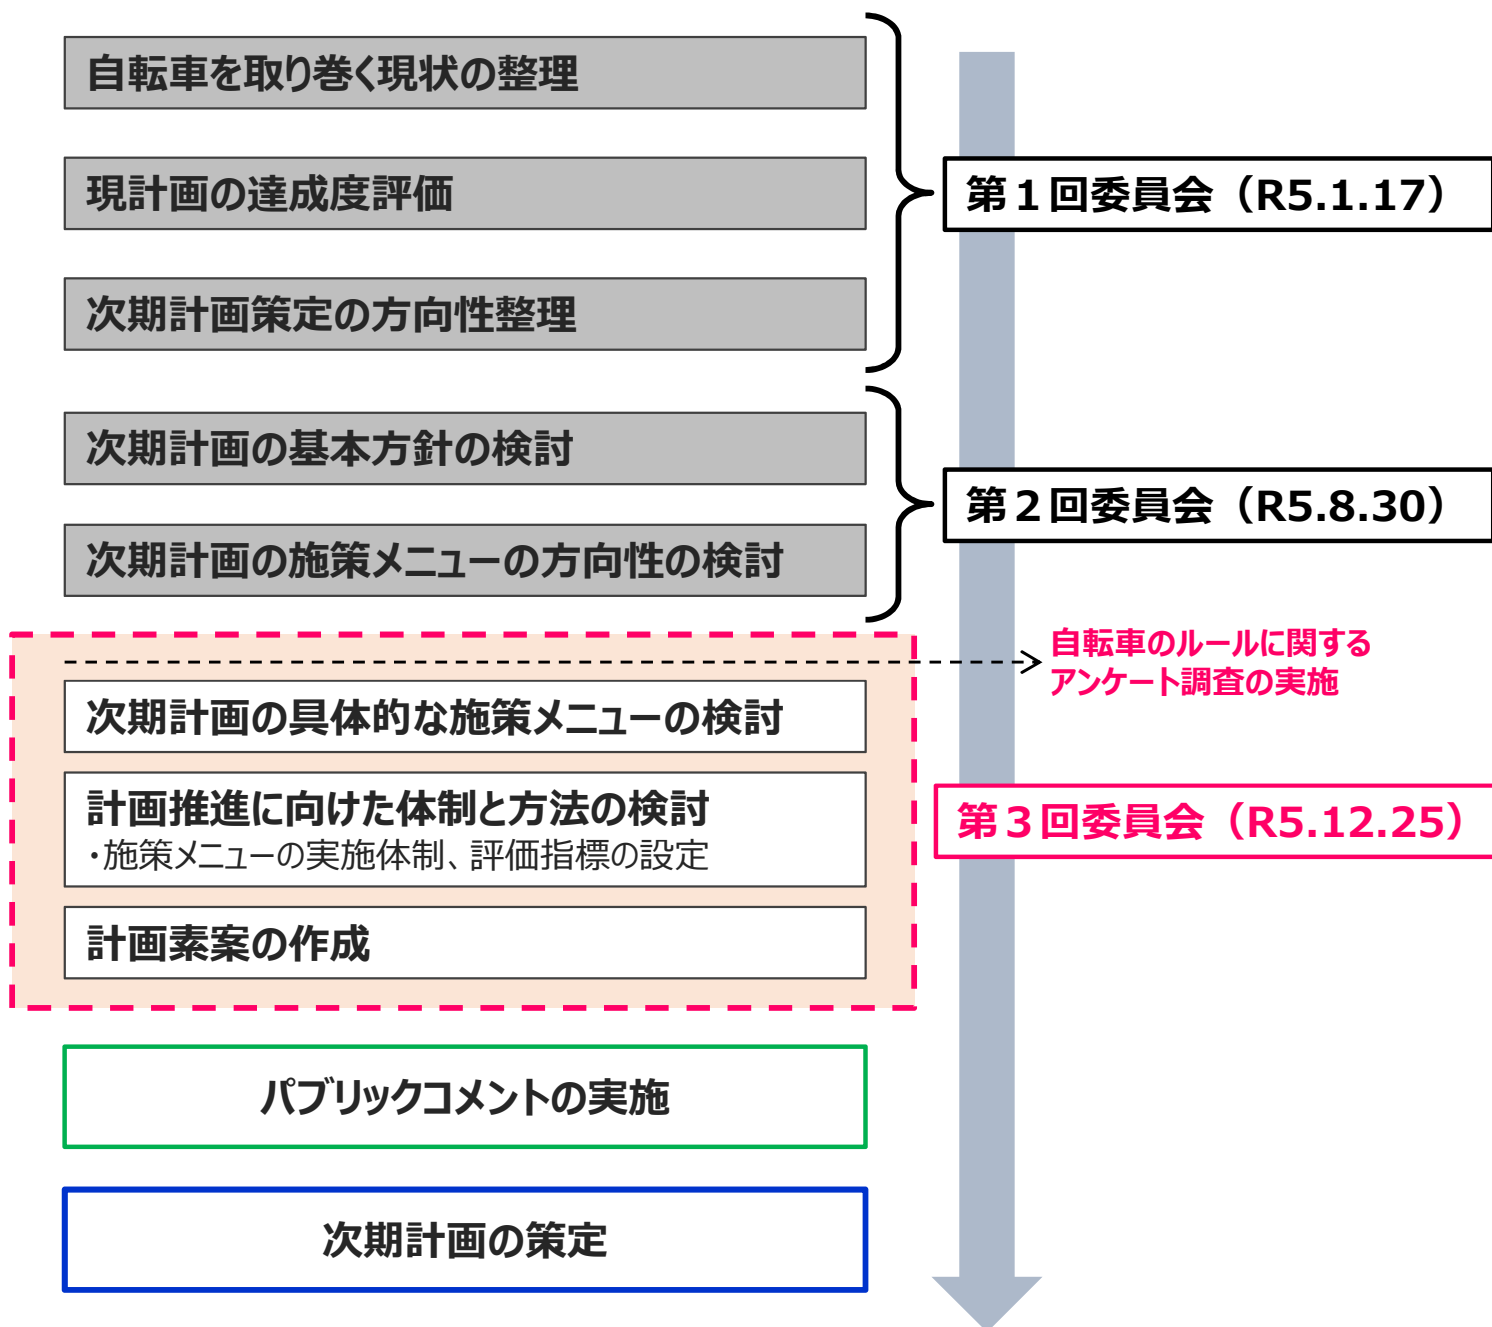 自転車を取り巻く現状の整理
現計画の達成度評価
第１回委員会（R5.1.17）
次期計画策定の方向性整理
次期計画の基本方針の検討
第２回委員会（R5.8.30）
次期計画の施策メニューの方向性の検討
自転車のルールに関する
アンケート調査の実施
次期計画の具体的な施策メニューの検討
計画推進に向けた体制と方法の検討
・施策メニューの実施体制、評価指標の設定
第３回委員会（R5.12.25）
計画素案の作成
パブリックコメントの実施
次期計画の策定